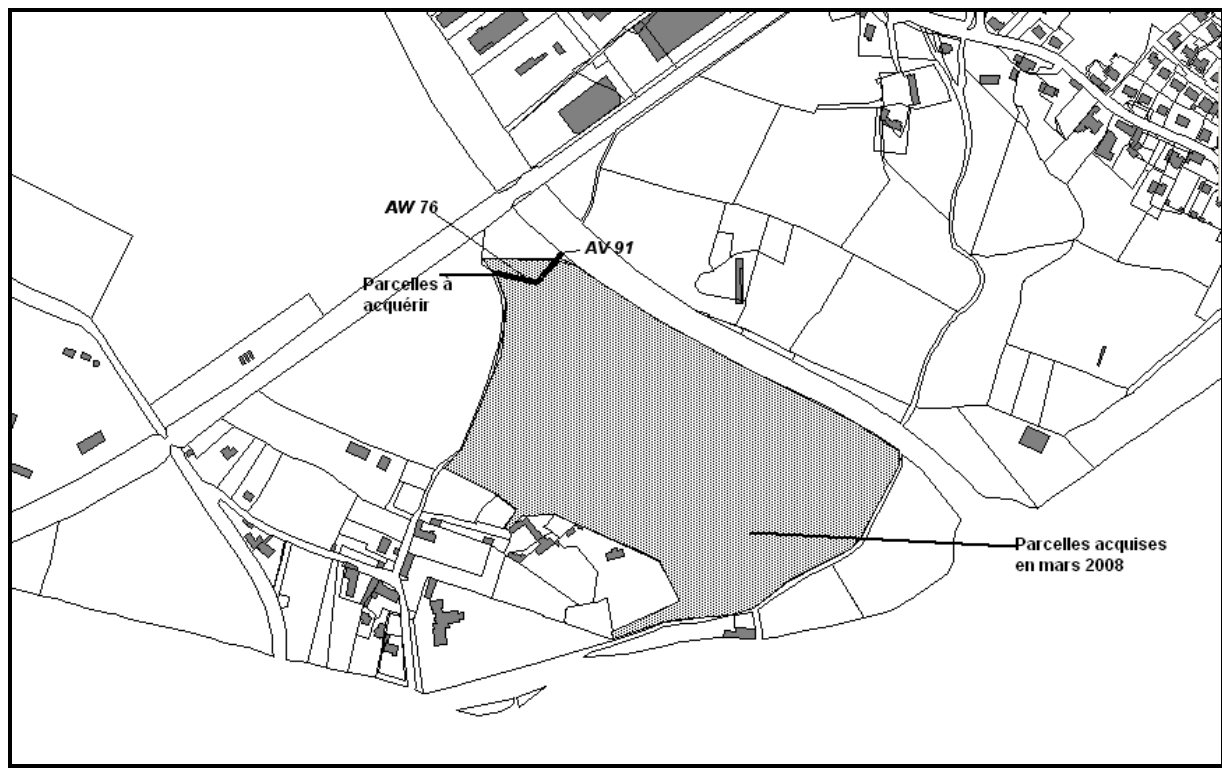 AW 76
AV 91
Parcelles à
acquérir
Parcelles acquises
en mars 2008